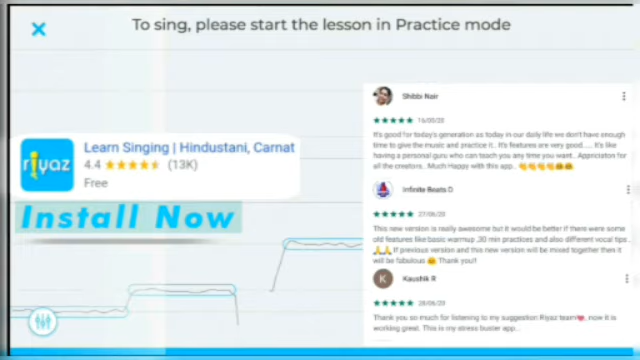 To sing, please start the lesson in Practice mode
riyaz
Learn Singing | Hindustani, Carnat
4.4 ★★★★★ (13K)
Free
Install Now
Shibbi Nair
★★★★★ 16/05/20
It's good for today's generation as today in our daily life we don't have enough
time to give the music and practice it.. It's features are very good..... It's like
having a personal guru who can teach you any time you want.. Appriciation for
all the creators.. Much Happy with this app.. 👏👏👏👏😊😊
Infinite Beats D
★★★★★ 27/06/20
This new version is really awesome but it would be better if there were some
old features like basic warmup ,30 min practices and also different vocal tips .
🙏🙏 If previous version and this new version will be mixed together then it
will be fabulous 😊 Thank you!!
K
Kaushik R
★★★★★ 28/06/20
Thank you so much for listening to my suggestion Riyaz team💗, now it is
working great. This is my stress buster app...